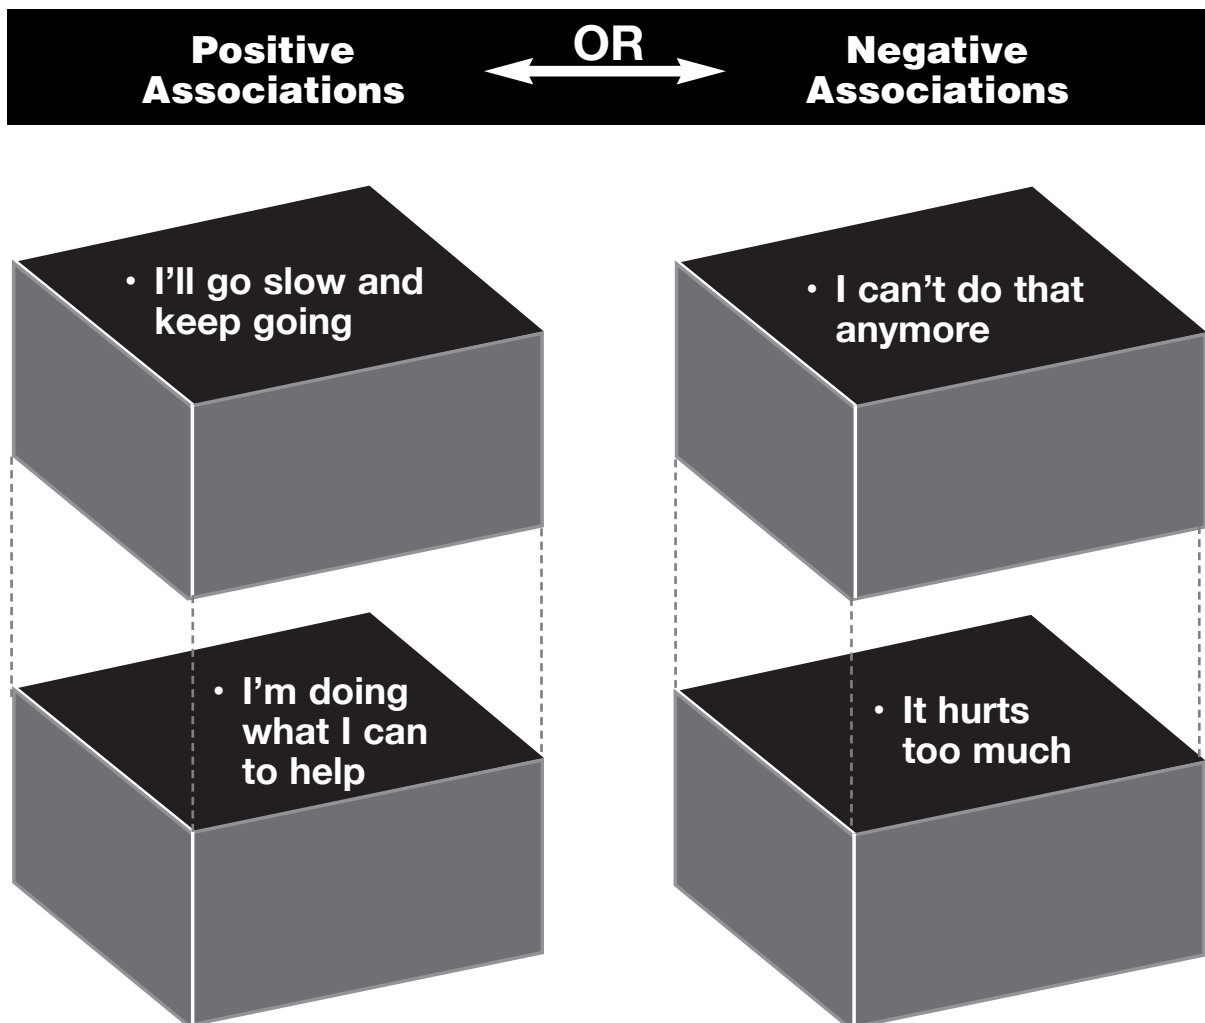 Positive
Associations
OR
Negative
Associations
• I’ll go slow and
keep going
• I can’t do that
anymore
• I’m doing
what I can
to help
• It hurts
too much